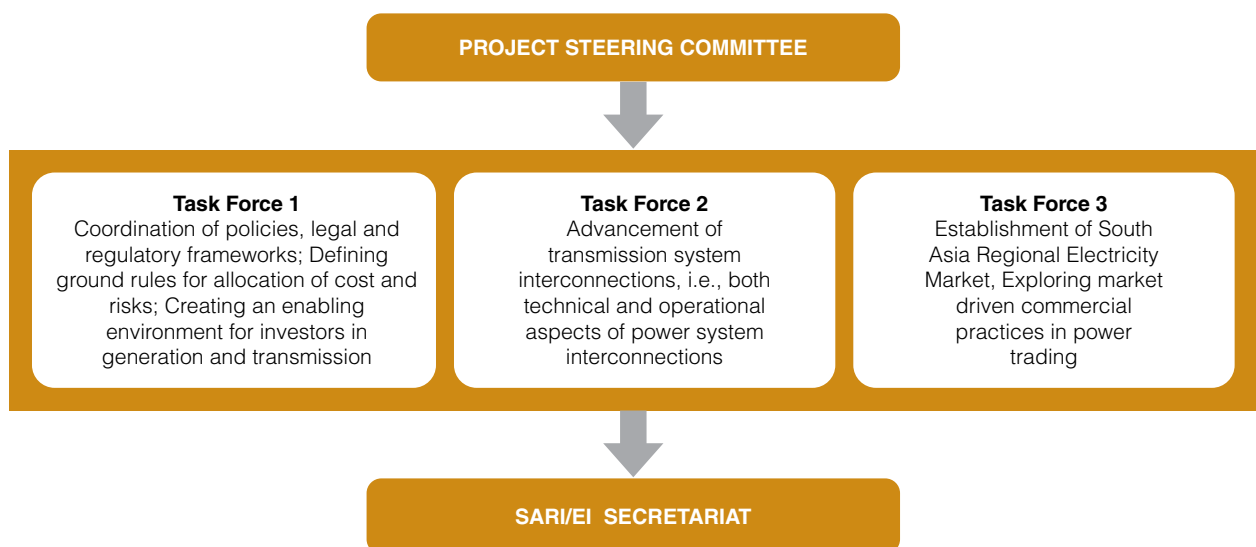 PROJECT STEERING COMMITTEE
Task Force 1
Coordination of policies, legal and
regulatory frameworks; Defining
ground rules for allocation of cost and
risks; Creating an enabling
environment for investors in
generation and transmission
Task Force 2
Advancement of
transmission system
interconnections, i.e., both
technical and operational
aspects of power system
interconnections
Task Force 3
Establishment of South
Asia Regional Electricity
Market, Exploring market
driven commercial
practices in power
trading
SARI/EI SECRETARIAT